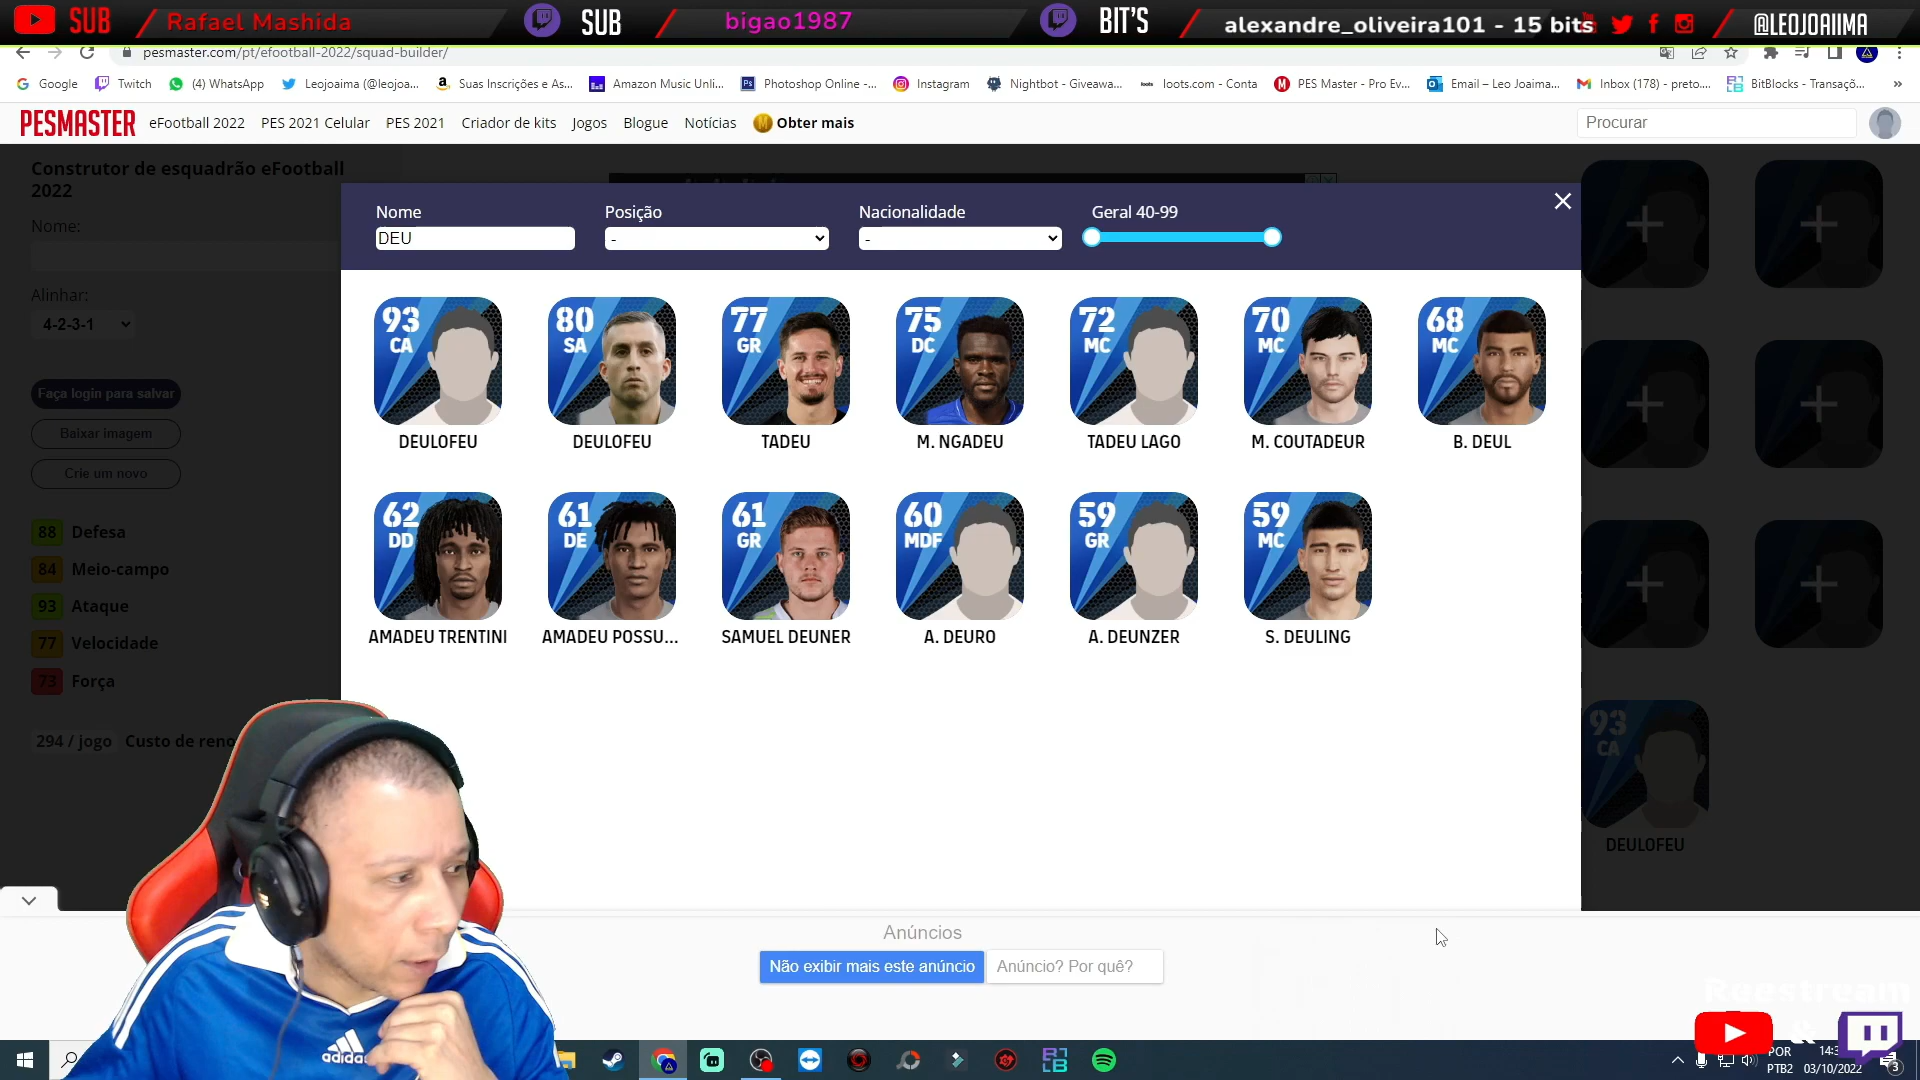 SUB Rafael Mashida SUB bigao1987 BIT'S alexandre_oliveira101 - 15 bits @LEOJOAIIMA
pesmaster.com/pt/efootball-2022/squad-builder/
Google Twitch (4) WhatsApp Leojoaima (@leojoa... Suas Inscrições e As... Amazon Music Unli... Photoshop Online -... Instagram Nightbot - Giveawa... loots.com - Conta PES Master - Pro Ev... Email – Leo Joaima... Inbox (178) - preto.... BitBlocks - Transaçõ... »
PESMASTER eFootball 2022 PES 2021 Celular PES 2021 Criador de kits Jogos Blogue Notícias Obter mais Procurar
Construtor de esquadrão eFootball
2022
Nome:
Alinhar:
4-2-3-1
Faça login para salvar
Baixar imagem
Crie um novo
88 Defesa
84 Meio-campo
93 Ataque
77 Velocidade
73 Força
294 / jogo Custo de reno
Nome Posição Nacionalidade Geral 40-99
DEU - -
93 CA DEULOFEU
80 SA DEULOFEU
77 GR TADEU
75 DC M. NGADEU
72 MC TADEU LAGO
70 MC M. COUTADEUR
68 MC B. DEUL
62 DD AMADEU TRENTINI
61 DE AMADEU POSSU...
61 GR SAMUEL DEUNER
60 MDF A. DEURO
59 GR A. DEUNZER
59 MC S. DEULING
93 CA DEULOFEU
Anúncios
Não exibir mais este anúncio Anúncio? Por quê?
adidas
Restream
POR
PTB2 03/10/2022 3